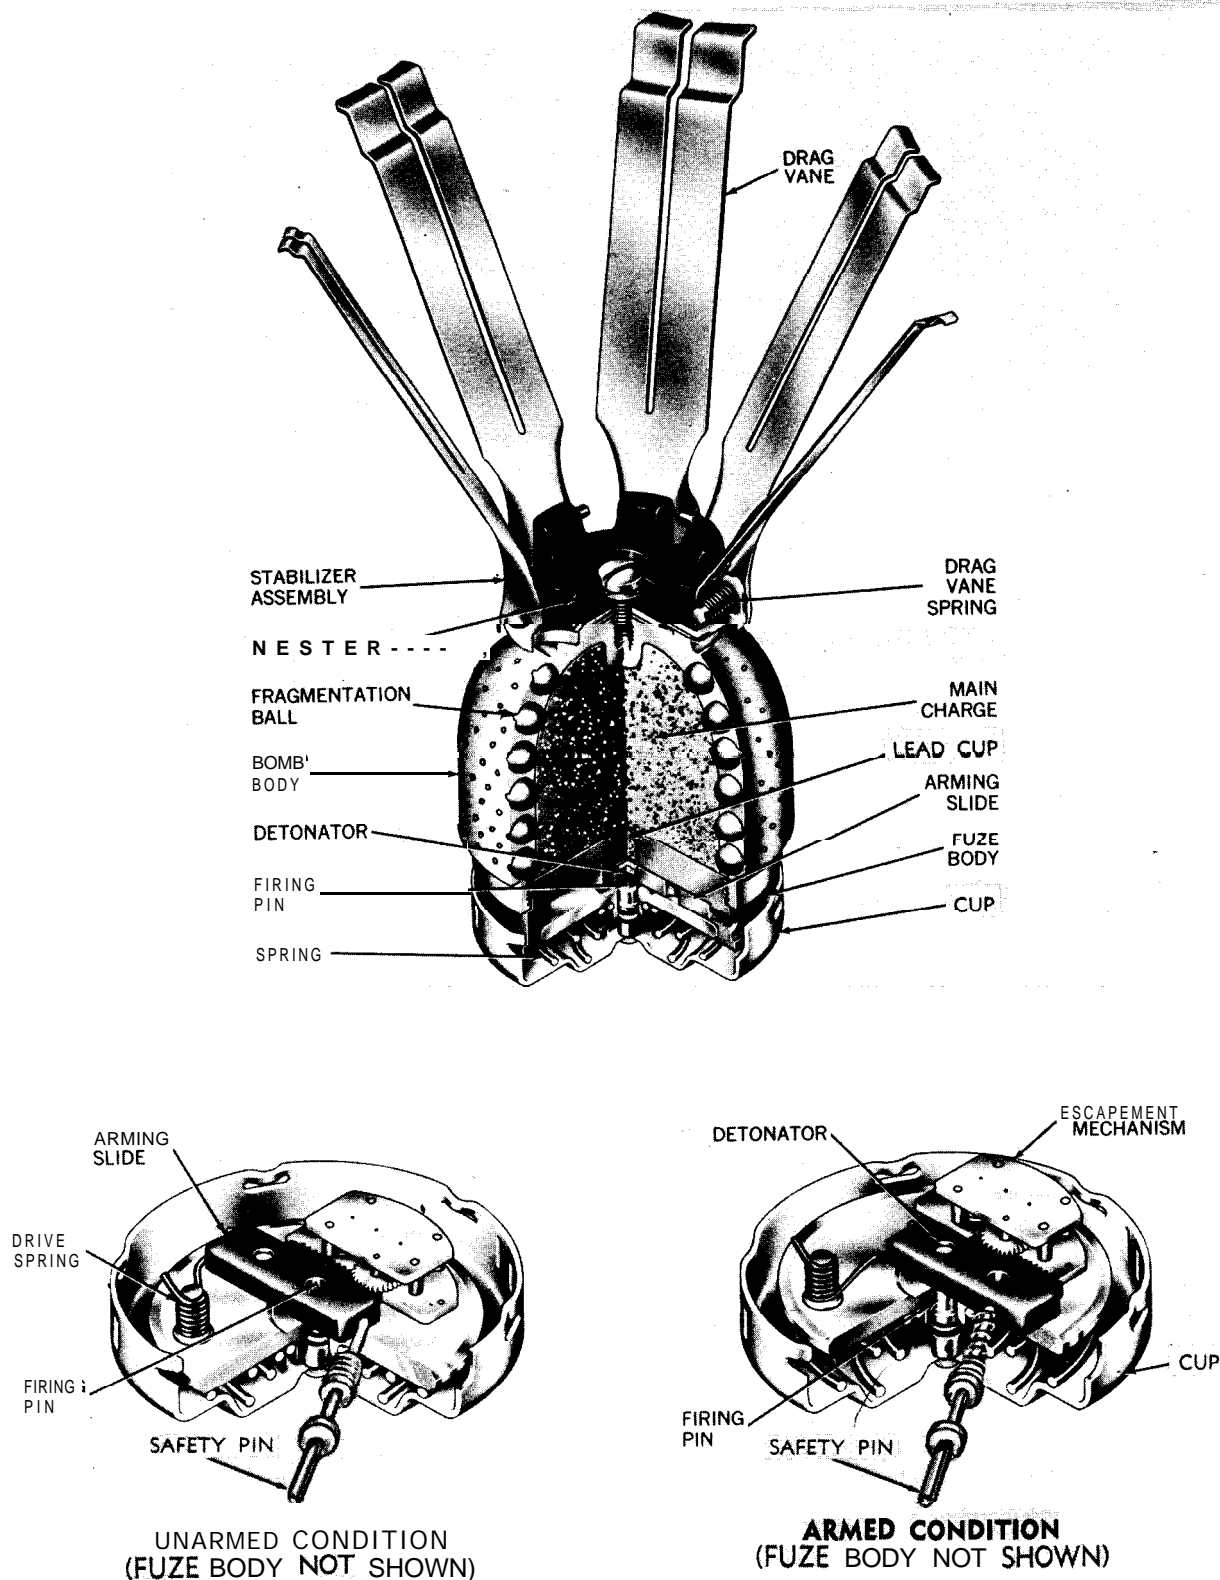 DRAG
VANE
STABILIZER
ASSEMBLY
DRAG
VANE
SPRING
NESTER----
FRAGMENTATION
BALL
MAIN
CHARGE
BOMB'
BODY
LEAD CUP
ARMING
SLIDE
DETONATOR
FUZE
BODY
FIRING
PIN
CUP
SPRING
ARMING
SLIDE
DRIVE
SPRING
FIRING
PIN
SAFETY PIN
UNARMED CONDITION
(FUZE BODY NOT SHOWN)
ESCAPEMENT
MECHANISM
DETONATOR
CUP
FIRING
PIN
SAFETY PIN
ARMED CONDITION
(FUZE BODY NOT SHOWN)